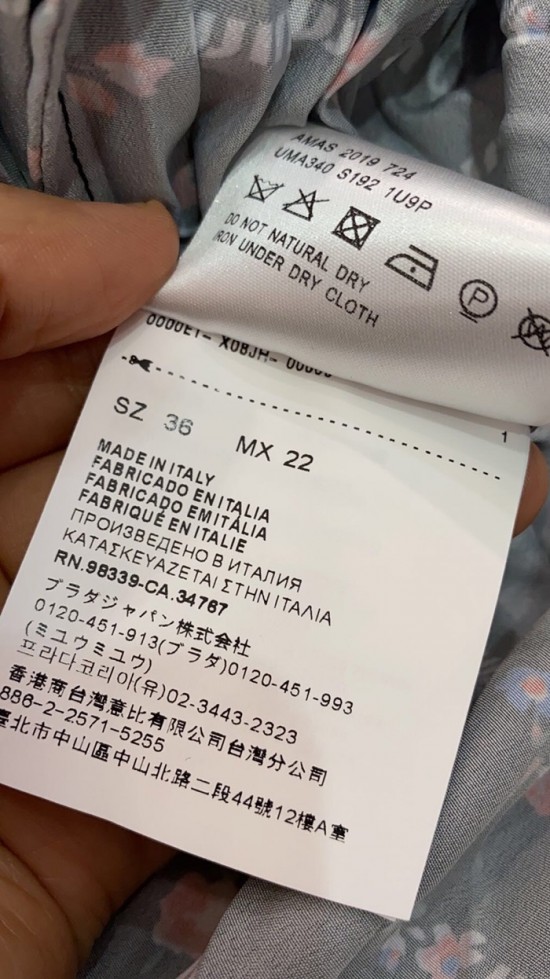 AMAS 2019 724
UMA340 S192 1U9P
DO NOT NATURAL DRY
IRON UNDER DRY CLOTH
P
SZ 36 MX 22
1
MADE IN ITALY
FABRICADO EN ITALIA
FABRICADO EM ITÁLIA
FABRIQUÉ EN ITALIE
ПРОИЗВЕДЕНО В ИТАЛИЯ
ΚΑΤΑΣΚΕΥΑΖΕΤΑΙ ΣΤΗΝ ΙΤΑΛΙΑ
RN.98339-CA.34767
プラダジャパン株式会社
0120-451-913(プラダ)0120-451-993
(ミュウミュウ)
프라다코리아(유)02-3443-2323
香港商台灣意比有限公司台灣分公司
886-2-2571-5255
臺北市中山區中山北路二段44號12樓A室